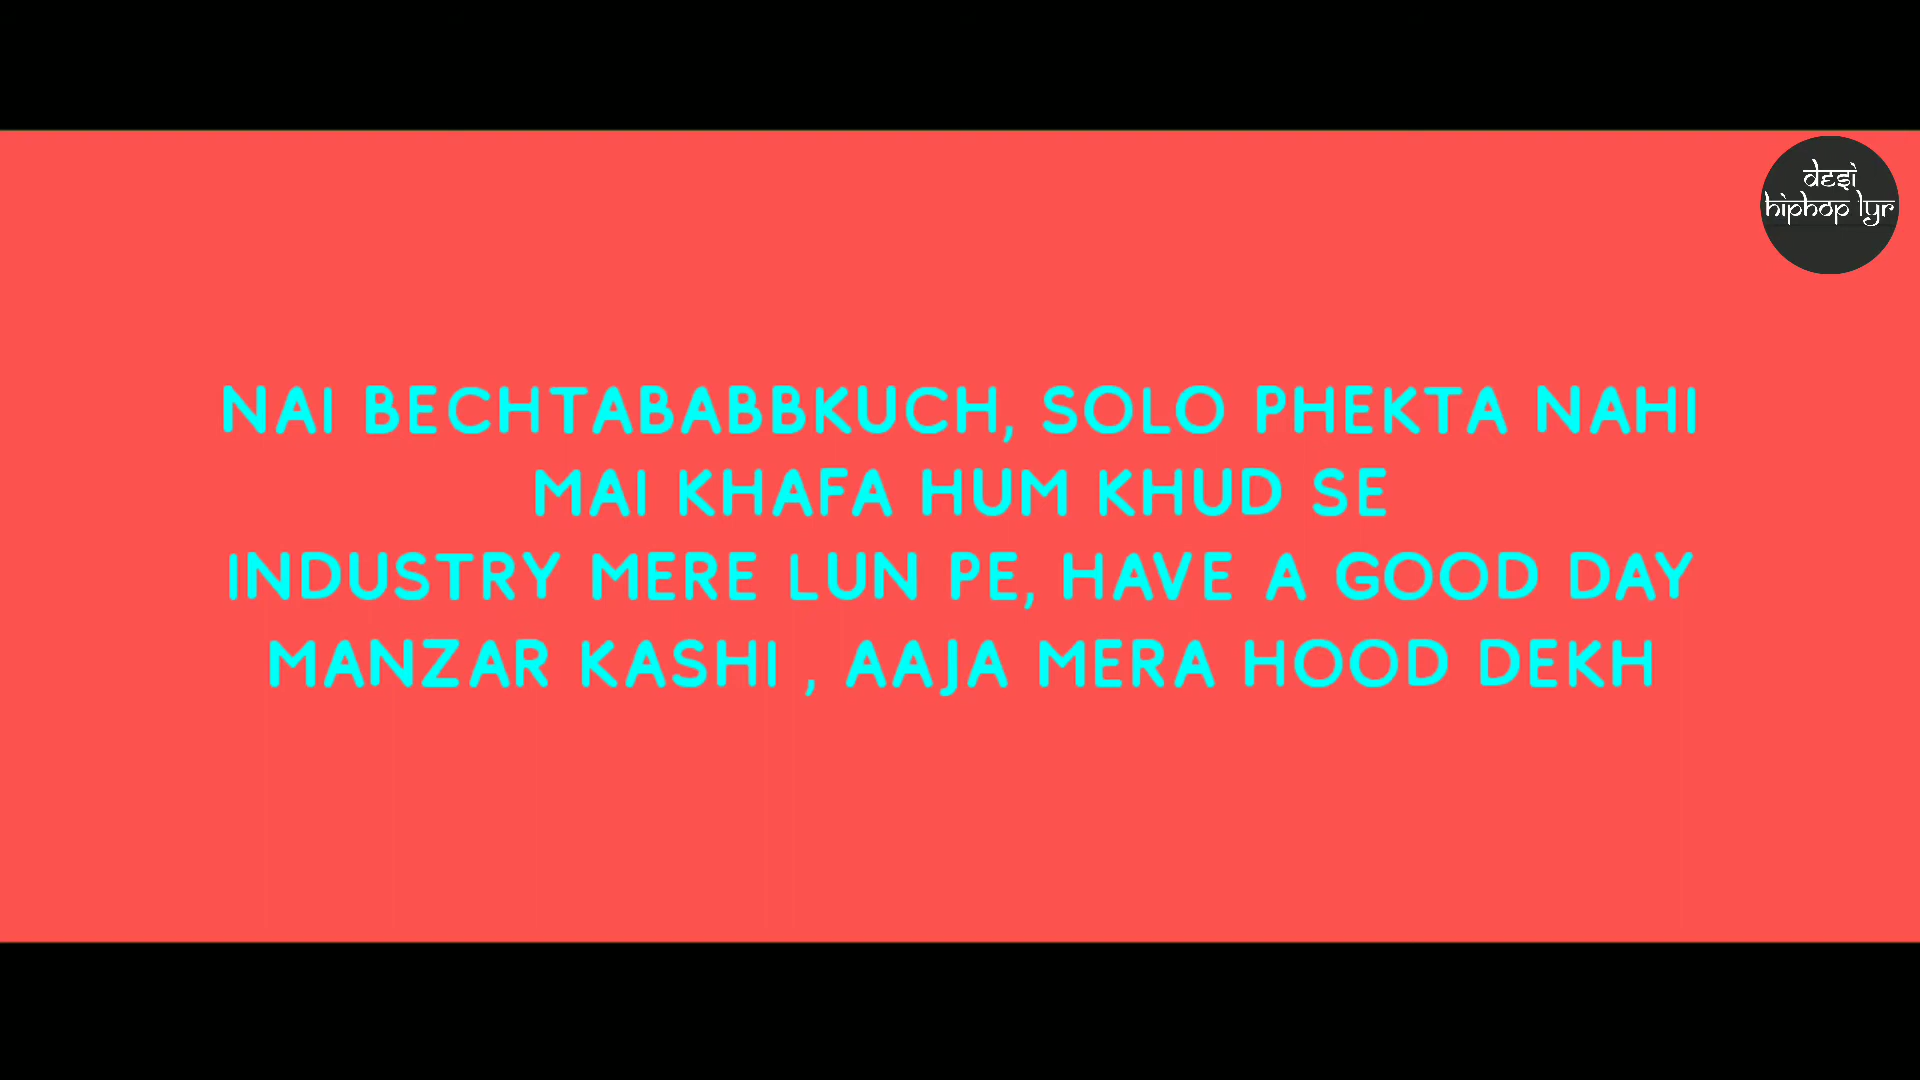 desi
hiphop lyr
NAI BECHTABABBKUCH, SOLO PHEKTA NAHI
MAI KHAFA HUM KHUD SE
INDUSTRY MERE LUN PE, HAVE A GOOD DAY
MANZAR KASHI , AAJA MERA HOOD DEKH